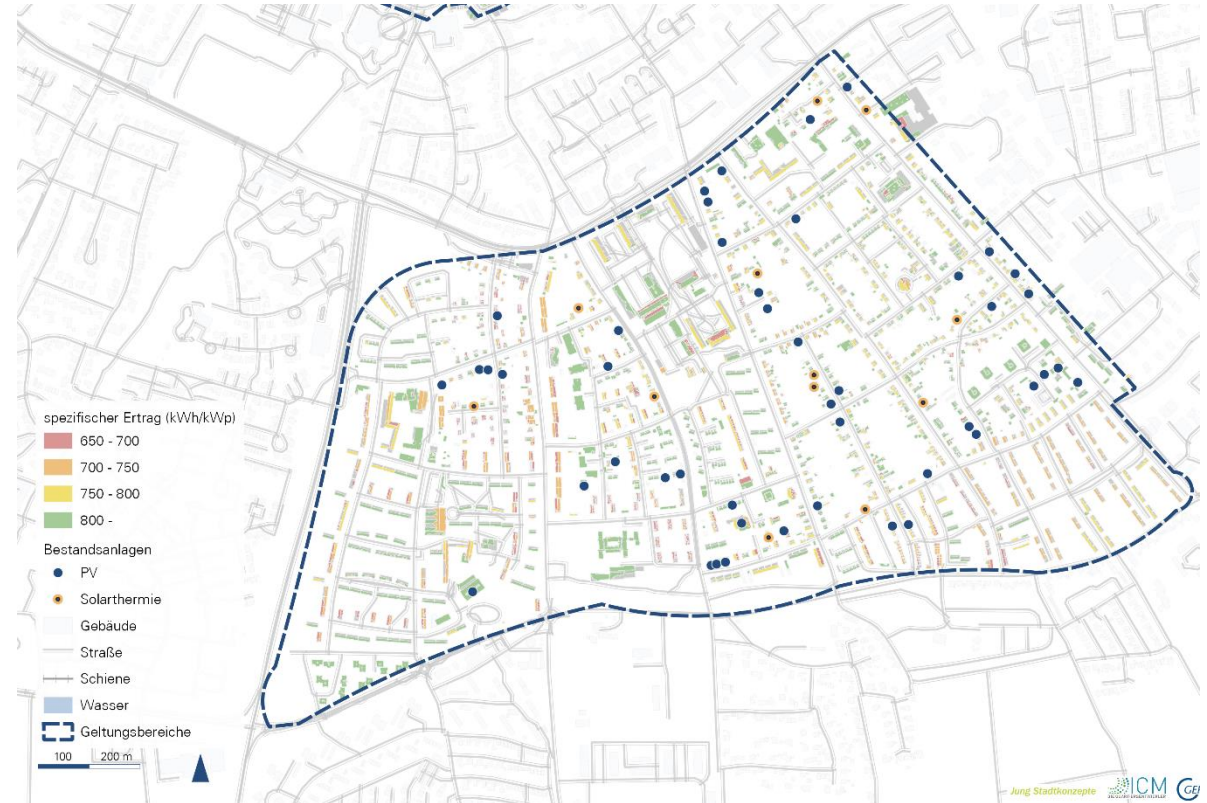 spezifischer Ertrag (kWh/kWp)
650 - 700
700 - 750
750 - 800
800 -
Bestandsanlagen
PV
Solarthermie
Gebäude
Straße
Schiene
Wasser
Geltungsbereiche
100 200 m
Jung Stadtkonzepte ICM